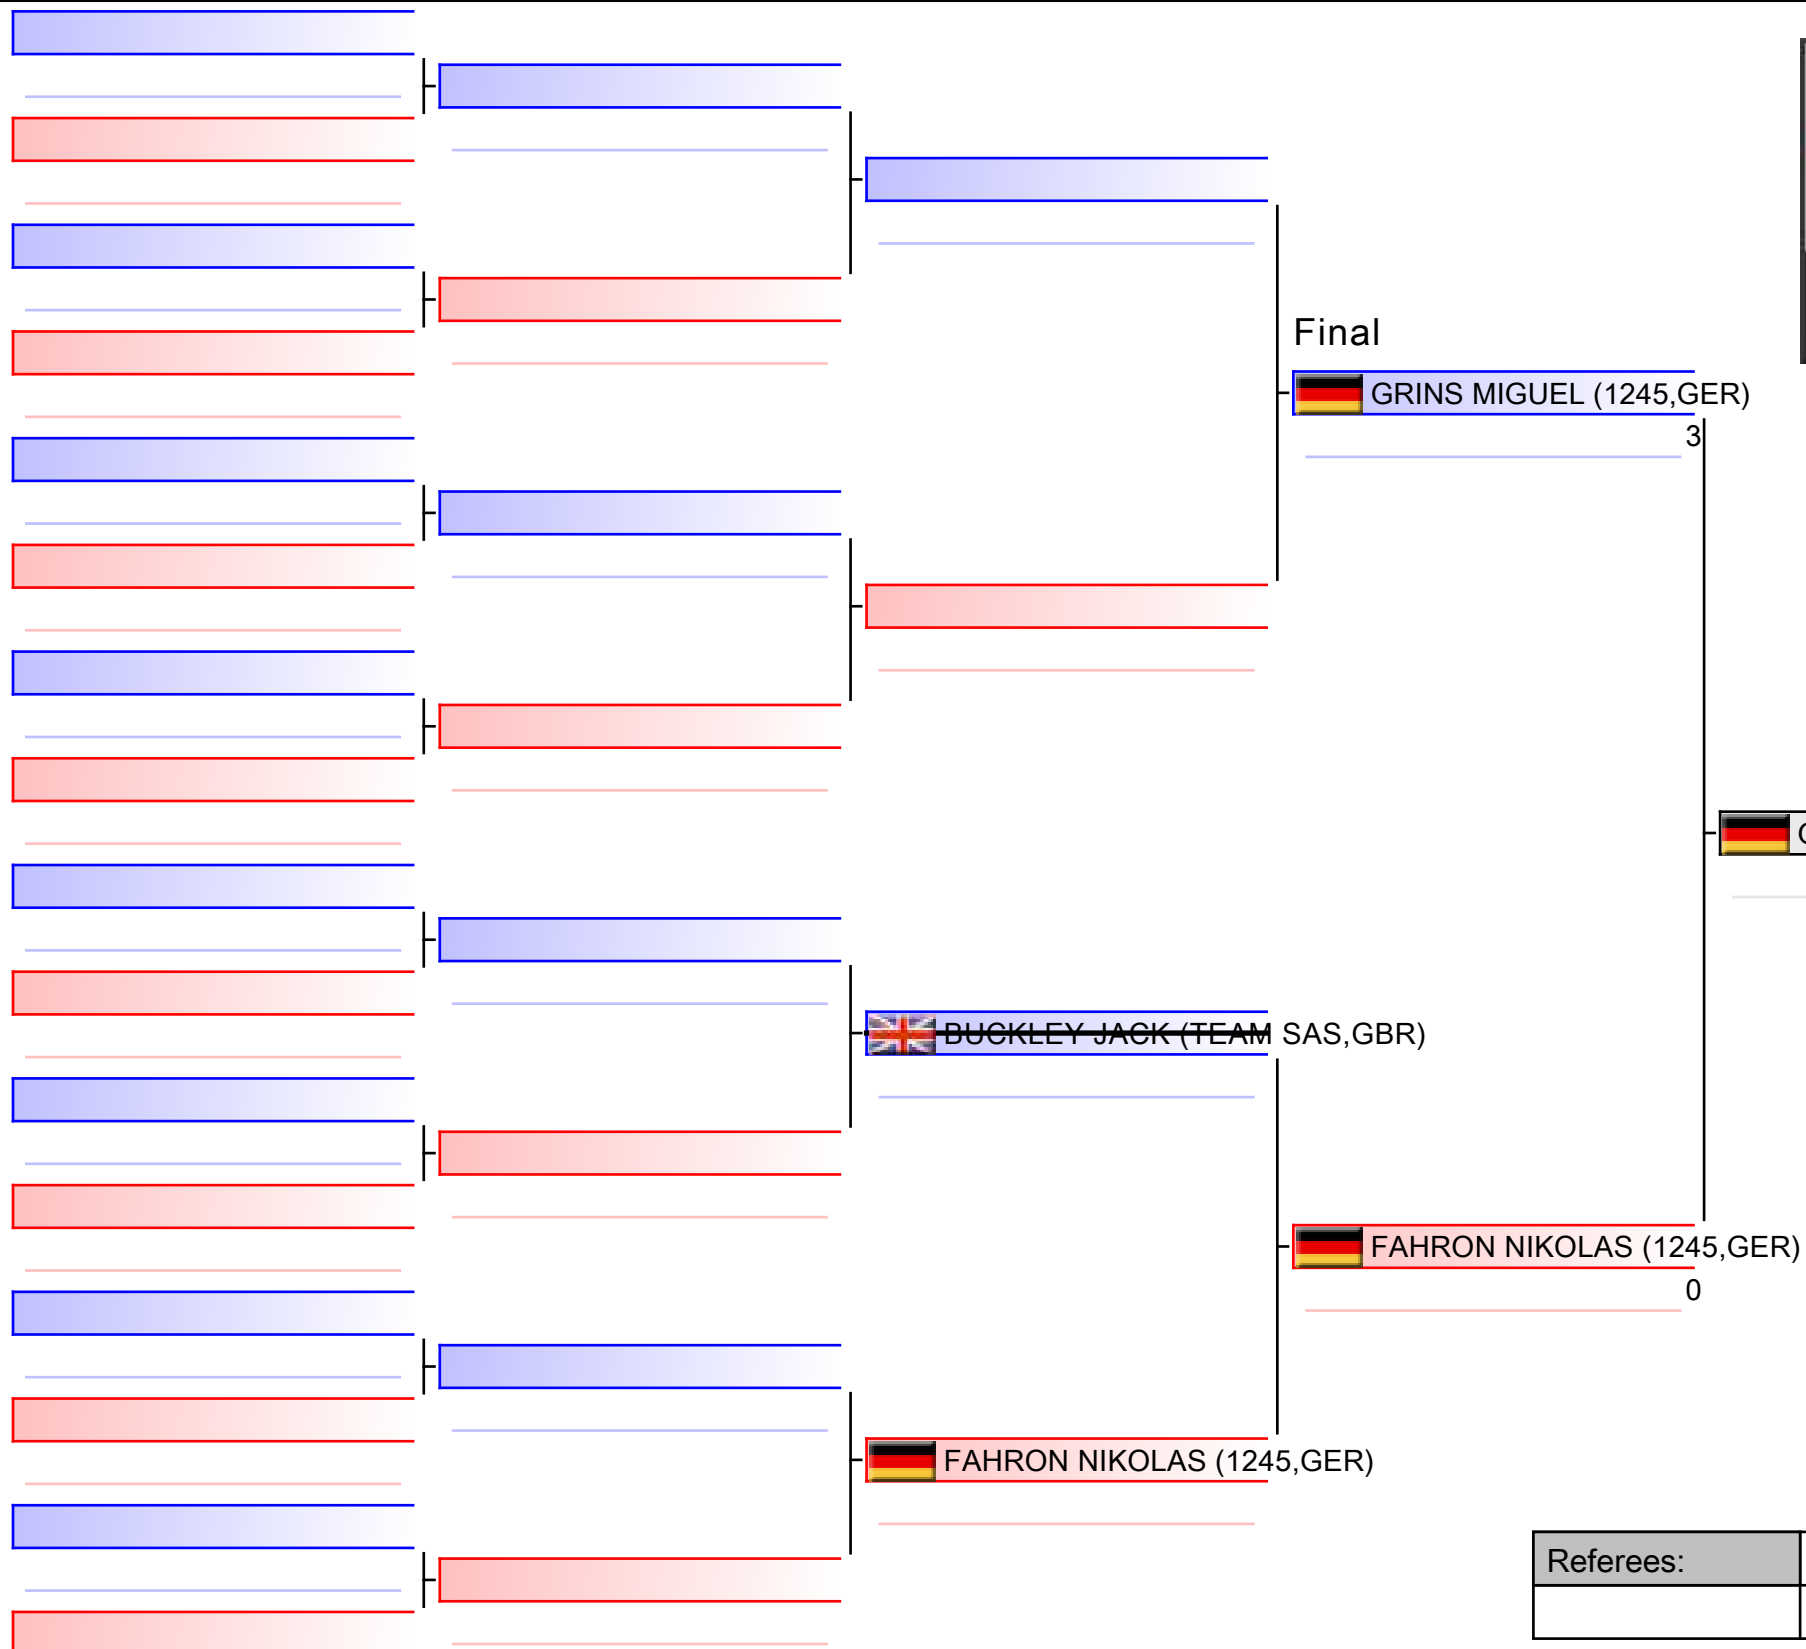 Final
GRINS MIGUEL (1245,GER)
3
BUCKLEY JACK (TEAM SAS,GBR)
FAHRON NIKOLAS (1245,GER)
0
FAHRON NIKOLAS (1245,GER)
Referees: